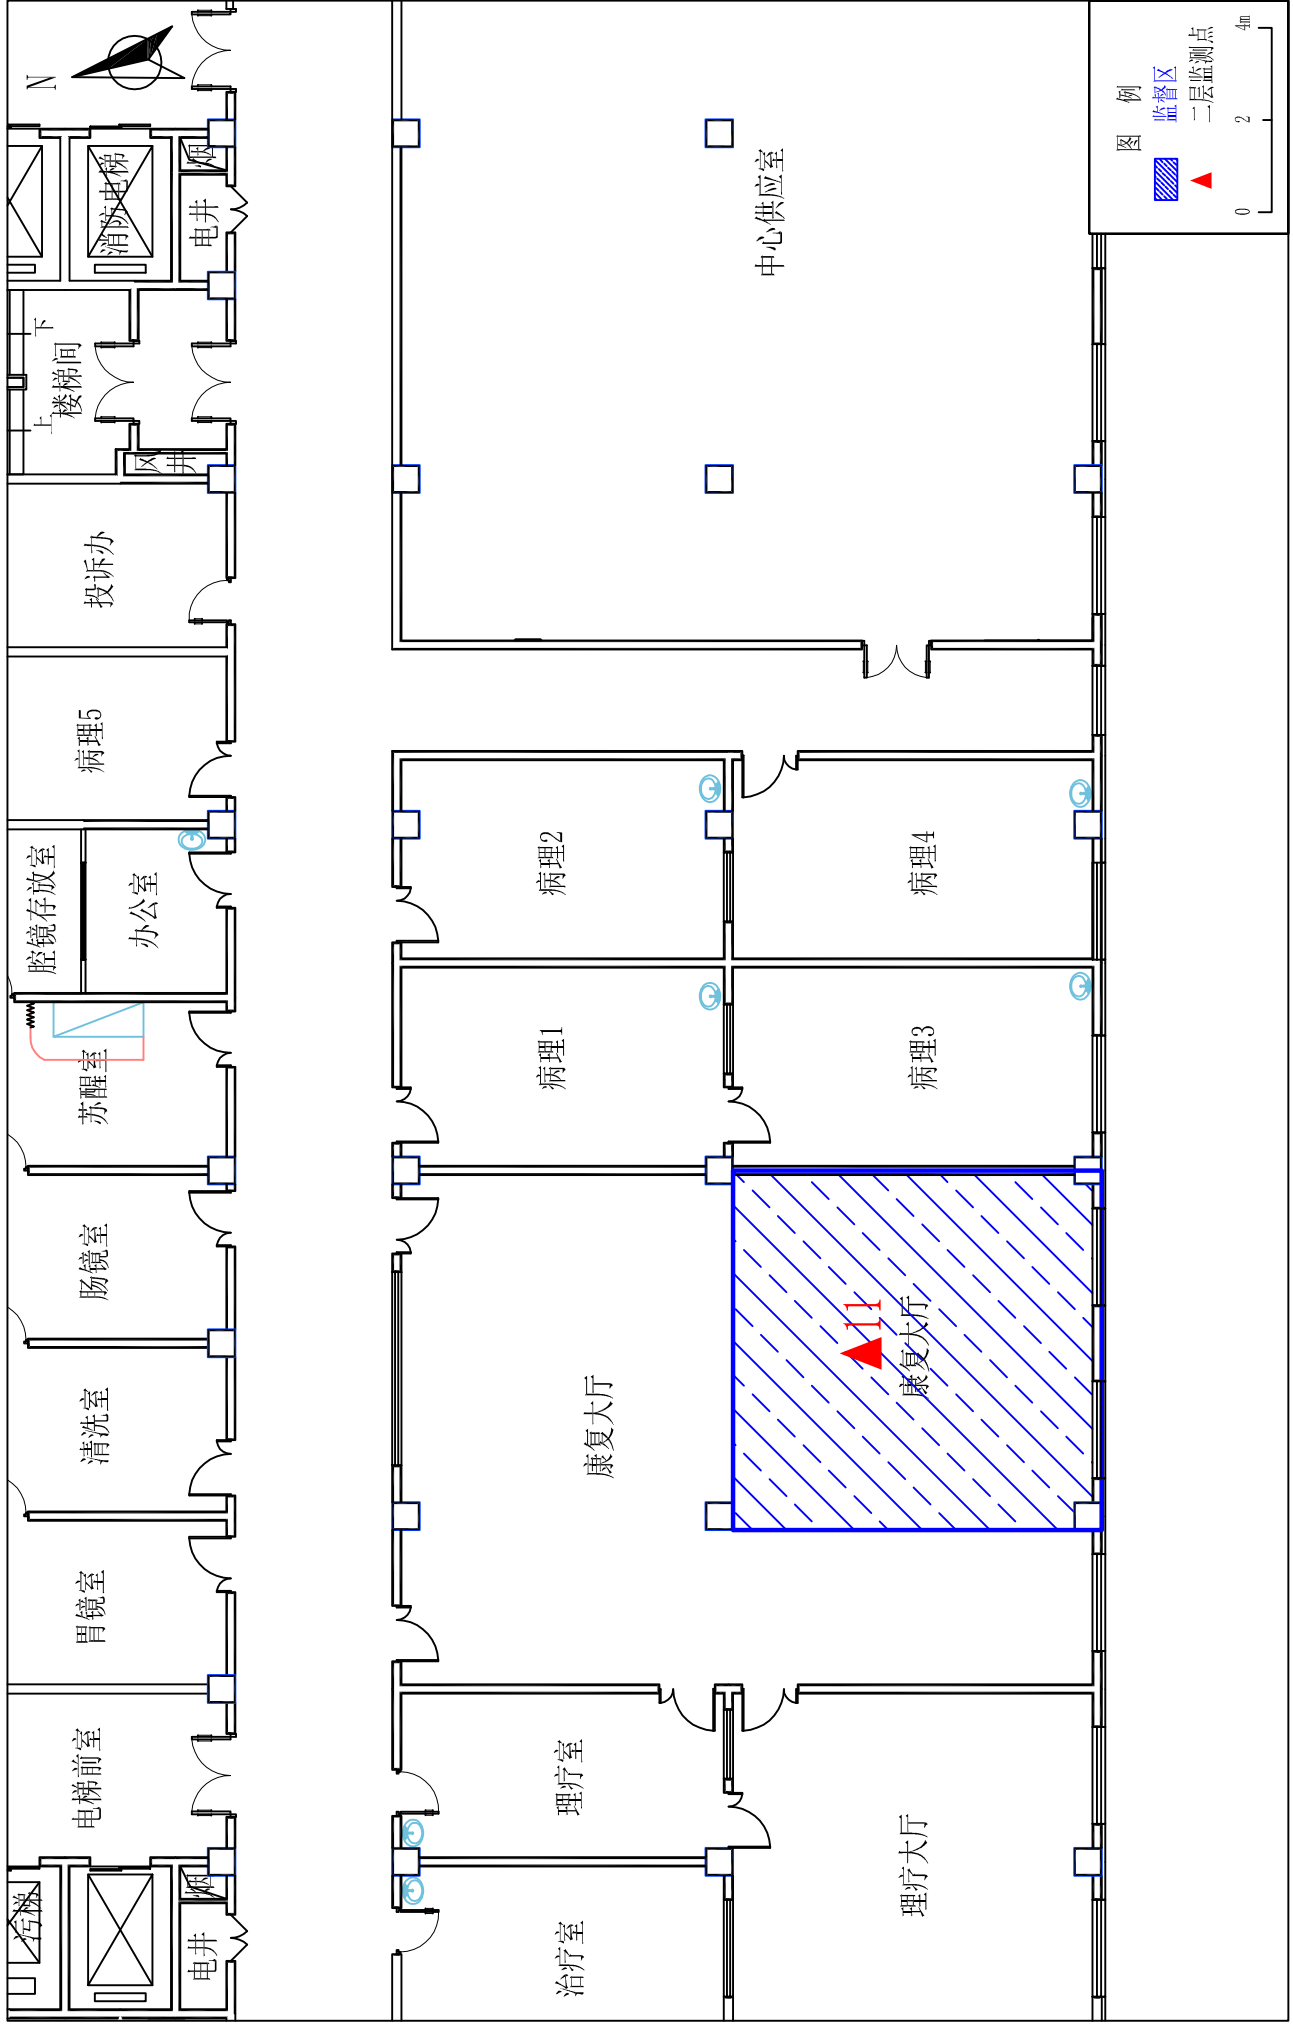 N
污梯
烟
电井
电梯前室
胃镜室
清洗室
肠镜室
苏醒室
腔镜存放室
办公室
病理5
投诉办
上
下
楼梯间
风
井
消防电梯
烟
电井
治疗室
理疗室
康复大厅
病理1
病理2
中心供应室
理疗大厅
11
康复大厅
病理3
病理4
图 例
监督区
二层监测点
0 2 4m